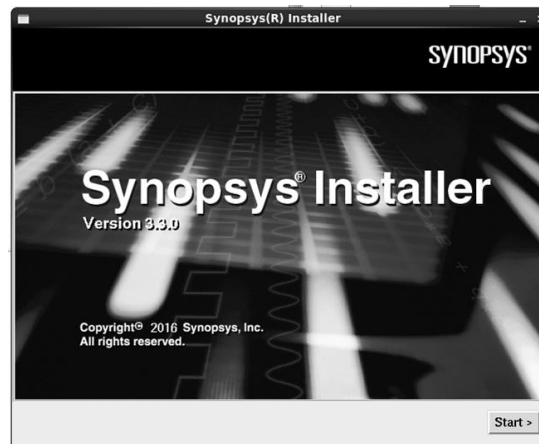 Synopsys(R) Installer
SYNOPSYS®
Synopsys® Installer
Version 3.3.0
Copyright© 2016 Synopsys, Inc.
All rights reserved.
Start >